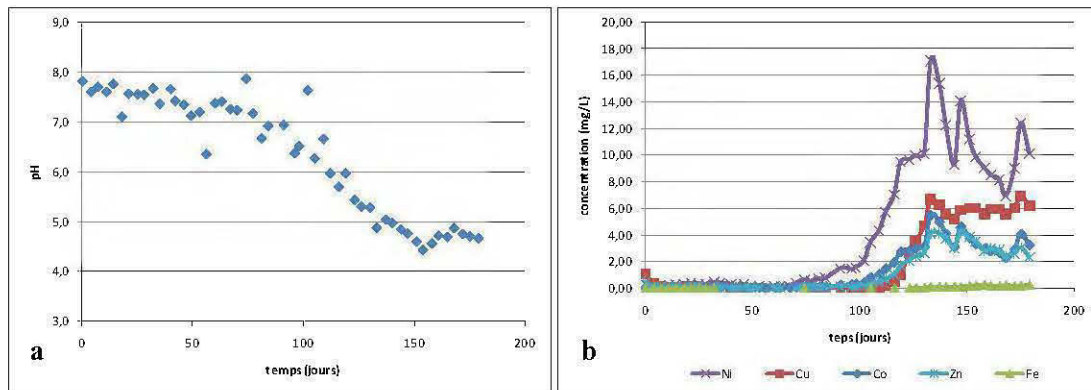 9,0
8,0
7,0
6,0
5,0
4,0
3,0
pH
0 50 100 150 200
temps (jours)
a
20,00
18,00
16,00
14,00
12,00
10,00
8,00
6,00
4,00
2,00
0,00
concentration (mg/L)
0 50 100 150 200
teps (jours)
b
Ni Cu Co Zn Fe